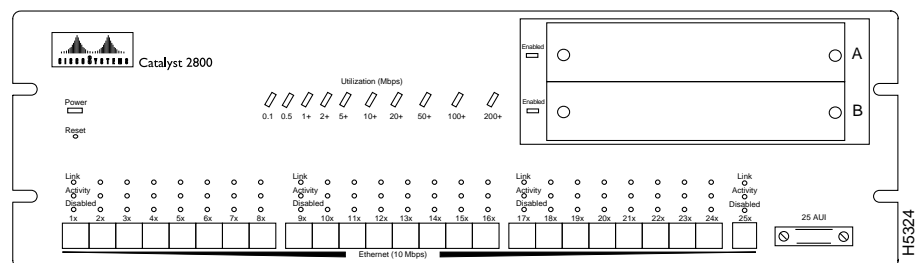 CISCO SYSTEMS
Catalyst 2800
Enabled
A
Utilization (Mbps)
Power
0.1 0.5 1+ 2+ 5+ 10+ 20+ 50+ 100+ 200+
Enabled
B
Reset
Link Link Link Link
Activity Activity Activity Activity
Disabled Disabled Disabled Disabled
1x 2x 3x 4x 5x 6x 7x 8x 9x 10x 11x 12x 13x 14x 15x 16x 17x 18x 19x 20x 21x 22x 23x 24x 25x
25 AUI
Ethernet (10 Mbps)
H5324